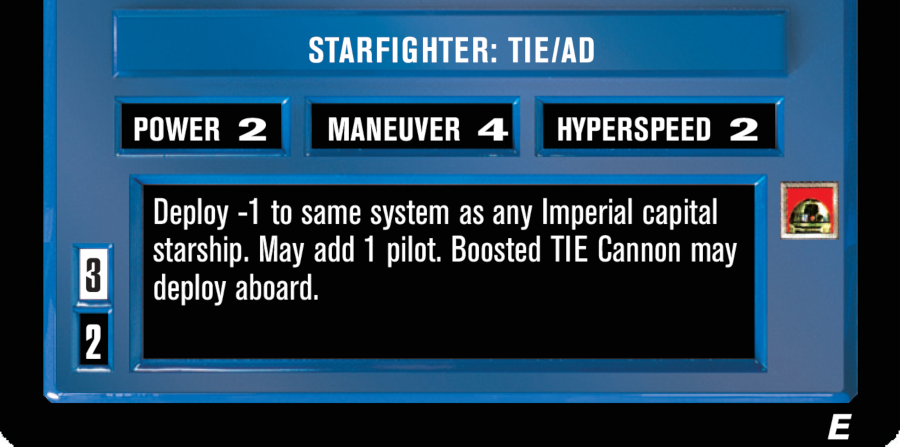 STARFIGHTER: TIE/AD
POWER 2
MANEUVER 4
HYPERSPEED 2
Deploy -1 to same system as any Imperial capital
starship. May add 1 pilot. Boosted TIE Cannon may
deploy aboard.
3
2
E